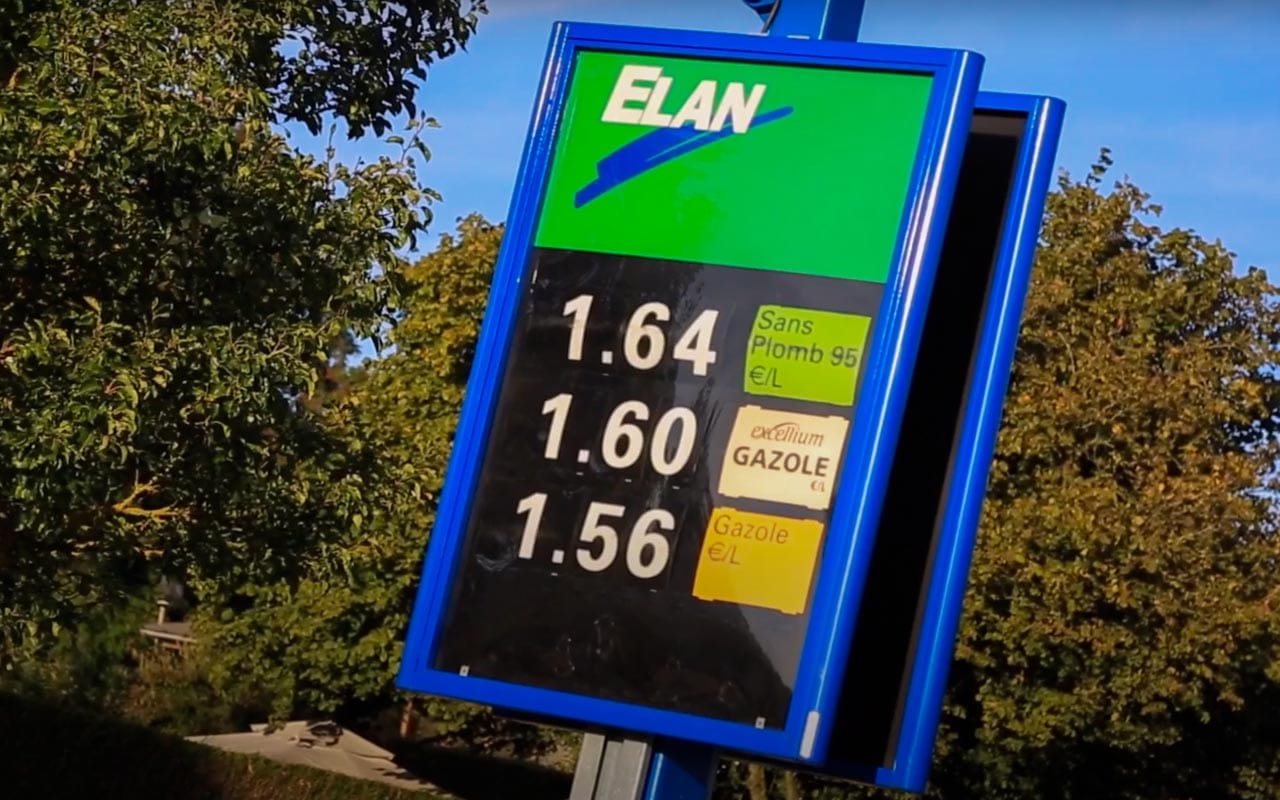 ELAN
1.64
Sans
Plomb 95
€/L
1.60
excellium
GAZOLE
€/L
1.56
Gazole
€/L